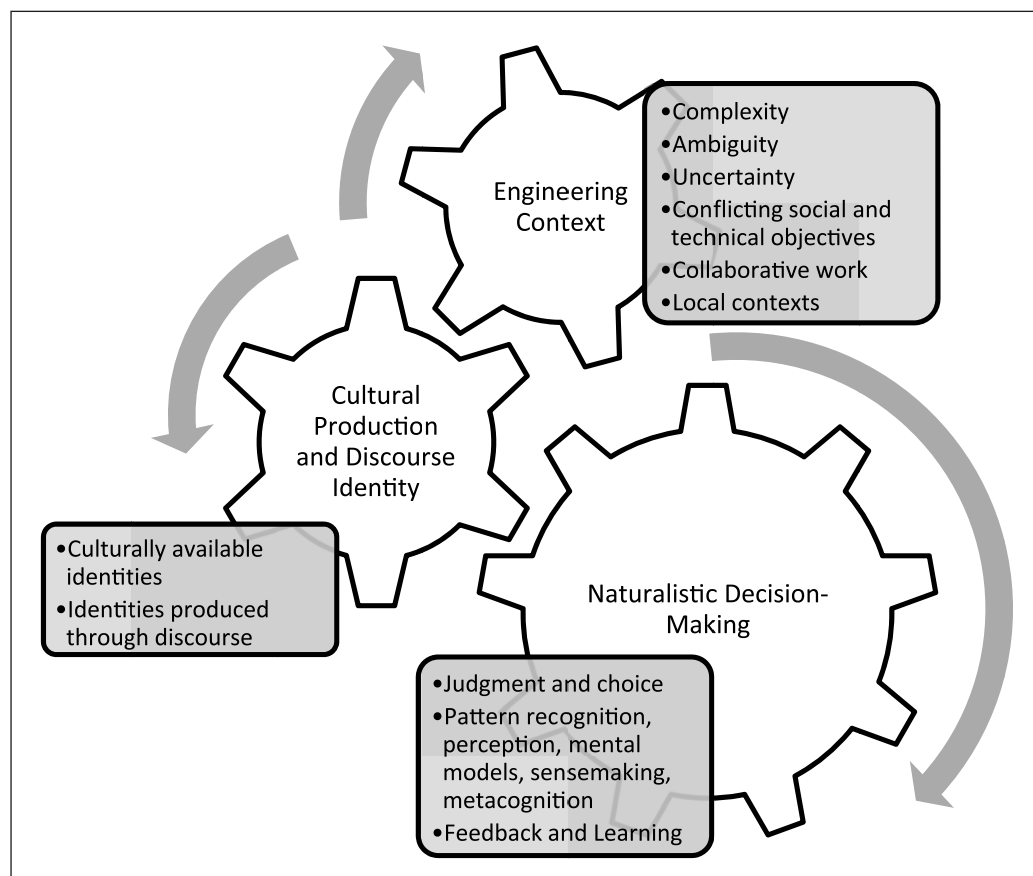 Engineering
Context
•Complexity
•Ambiguity
•Uncertainty
•Conflicting social and
technical objectives
•Collaborative work
•Local contexts
Cultural
Production
and Discourse
Identity
•Culturally available
identities
•Identities produced
through discourse
Naturalistic Decision-
Making
•Judgment and choice
•Pattern recognition,
perception, mental
models, sensemaking,
metacognition
•Feedback and Learning